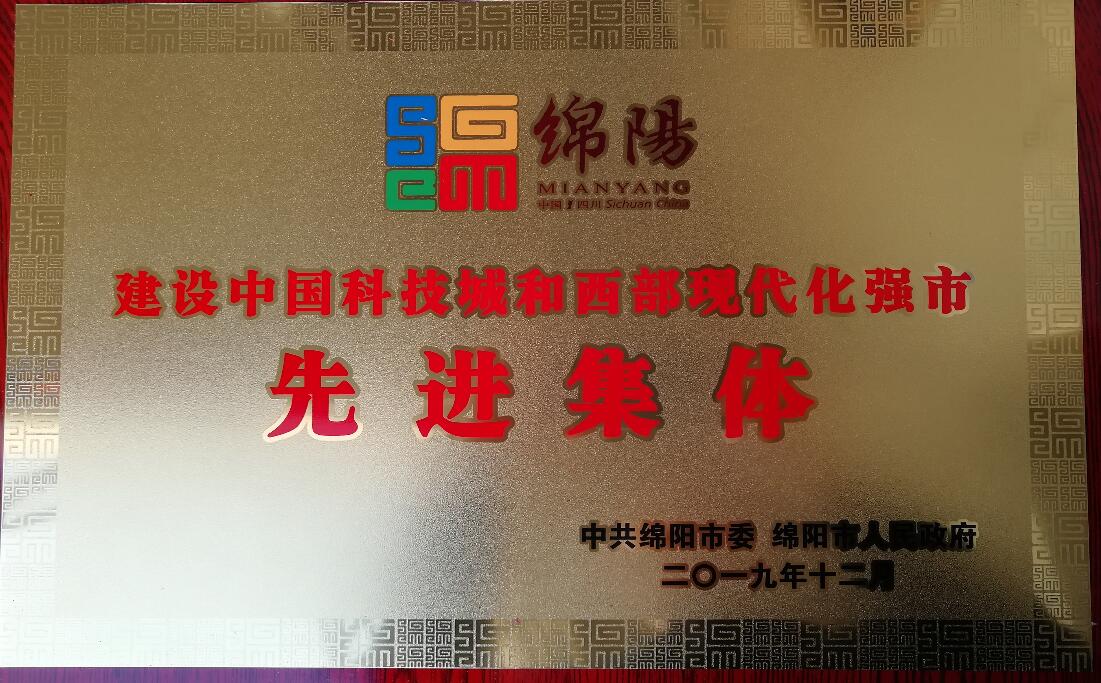 绵陽
MIANYANG
中国 四川 Sichuan China
建设中国科技城和西部现代化强市
先进集体
中共绵阳市委 绵阳市人民政府
二〇一九年十二月